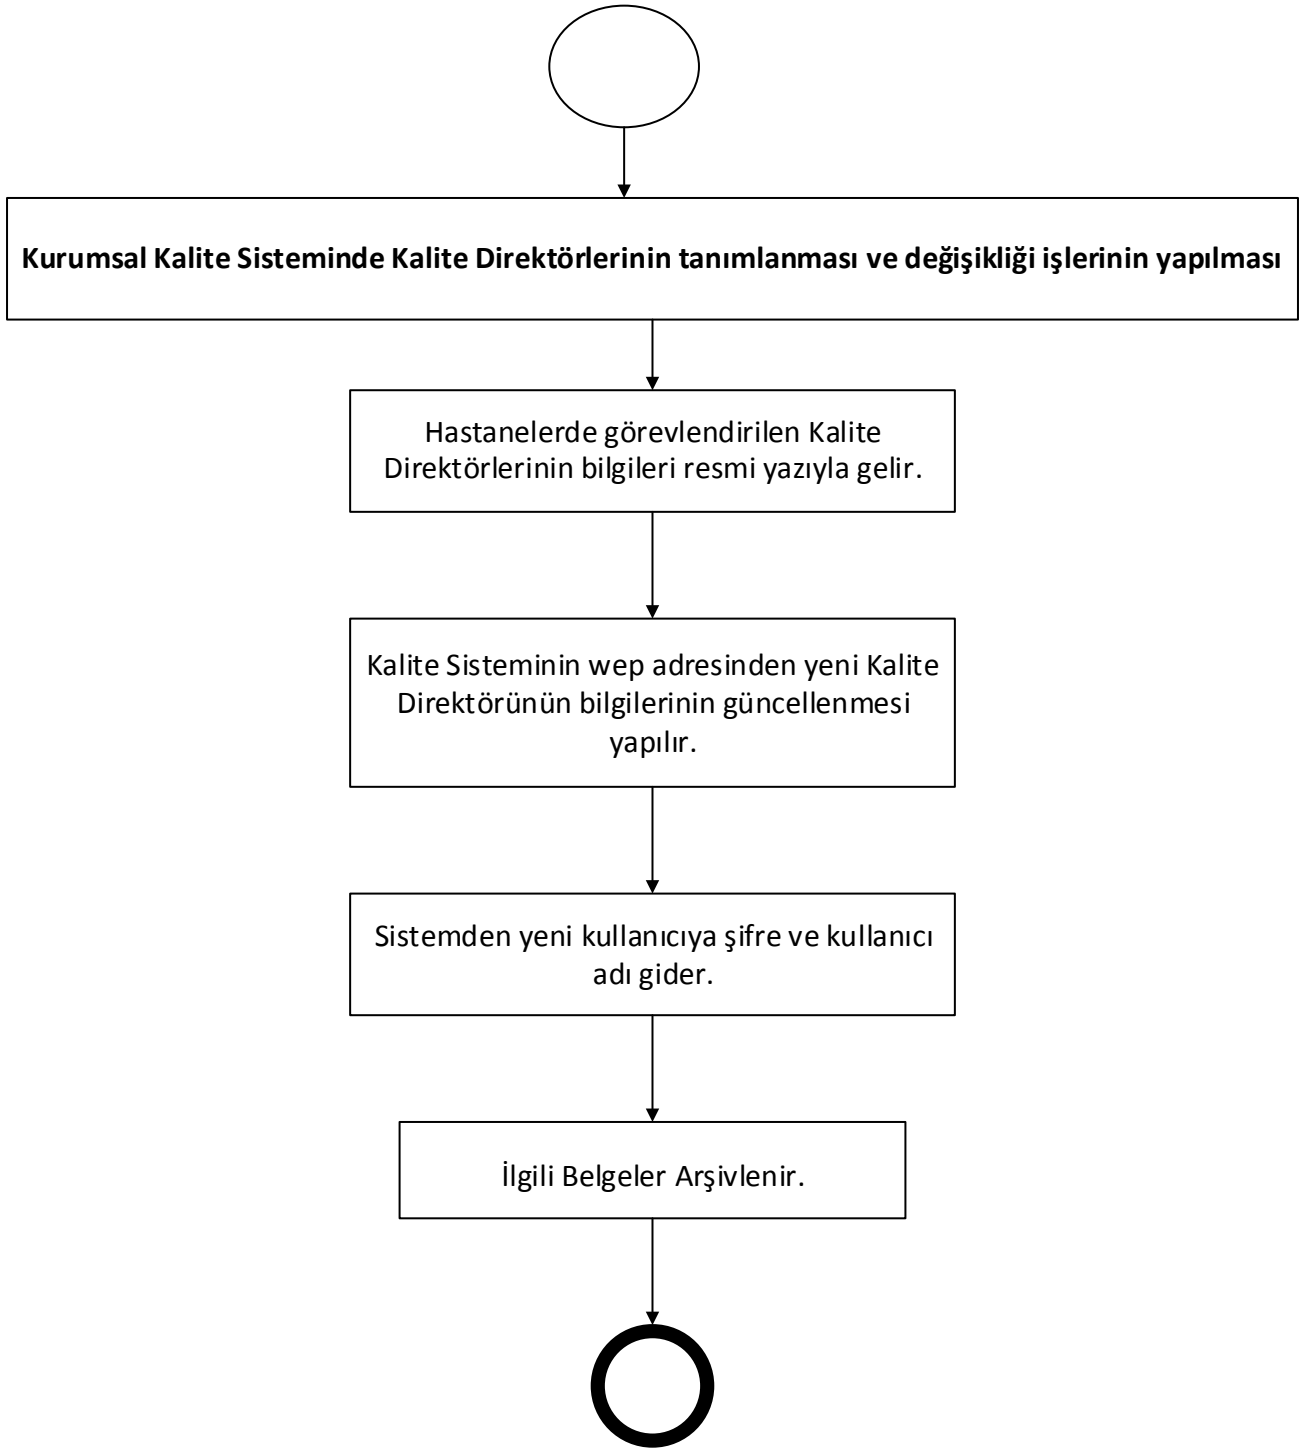 Kurumsal Kalite Sisteminde Kalite Direktörlerinin tanımlanması ve değişikliği işlerinin yapılması
Hastanelerde görevlendirilen Kalite
Direktörlerinin bilgileri resmi yazıyla gelir.
Kalite Sisteminin wep adresinden yeni Kalite
Direktörünün bilgilerinin güncellenmesi
yapılır.
Sistemden yeni kullanıcıya şifre ve kullanıcı
adı gider.
İlgili Belgeler Arşivlenir.